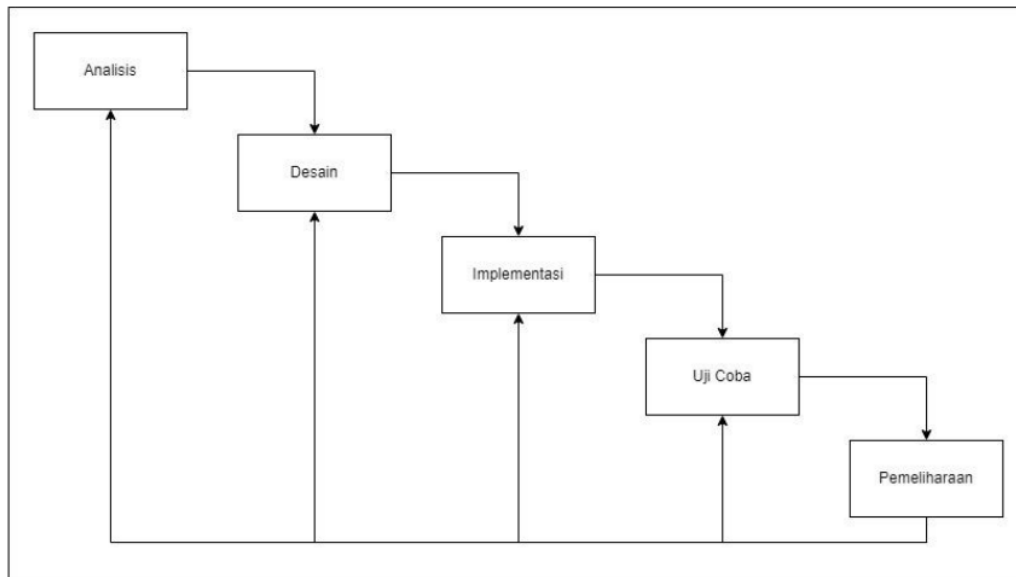 Analisis
Desain
Implementasi
Uji Coba
Pemeliharaan